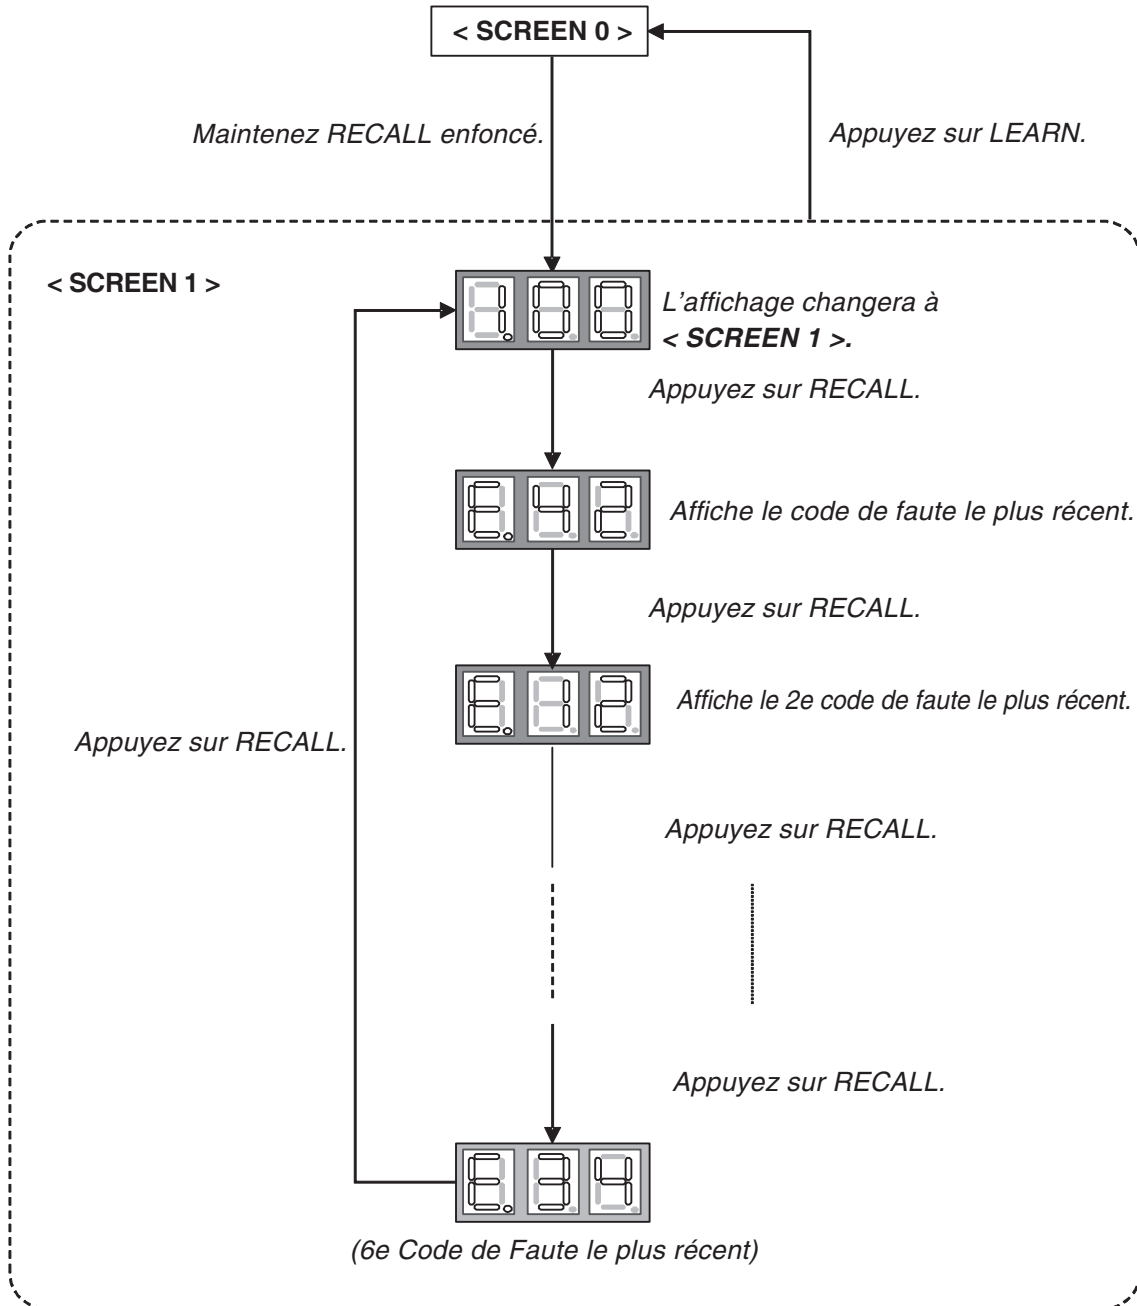 < SCREEN 0 >
Maintenez RECALL enfoncé.
Appuyez sur LEARN.
< SCREEN 1 >
1.00
L'affichage changera à
< SCREEN 1 >.
Appuyez sur RECALL.
E.42
Affiche le code de faute le plus récent.
Appuyez sur RECALL.
E.12
Affiche le 2e code de faute le plus récent.
Appuyez sur RECALL.
Appuyez sur RECALL.
Appuyez sur RECALL.
E.34
(6e Code de Faute le plus récent)